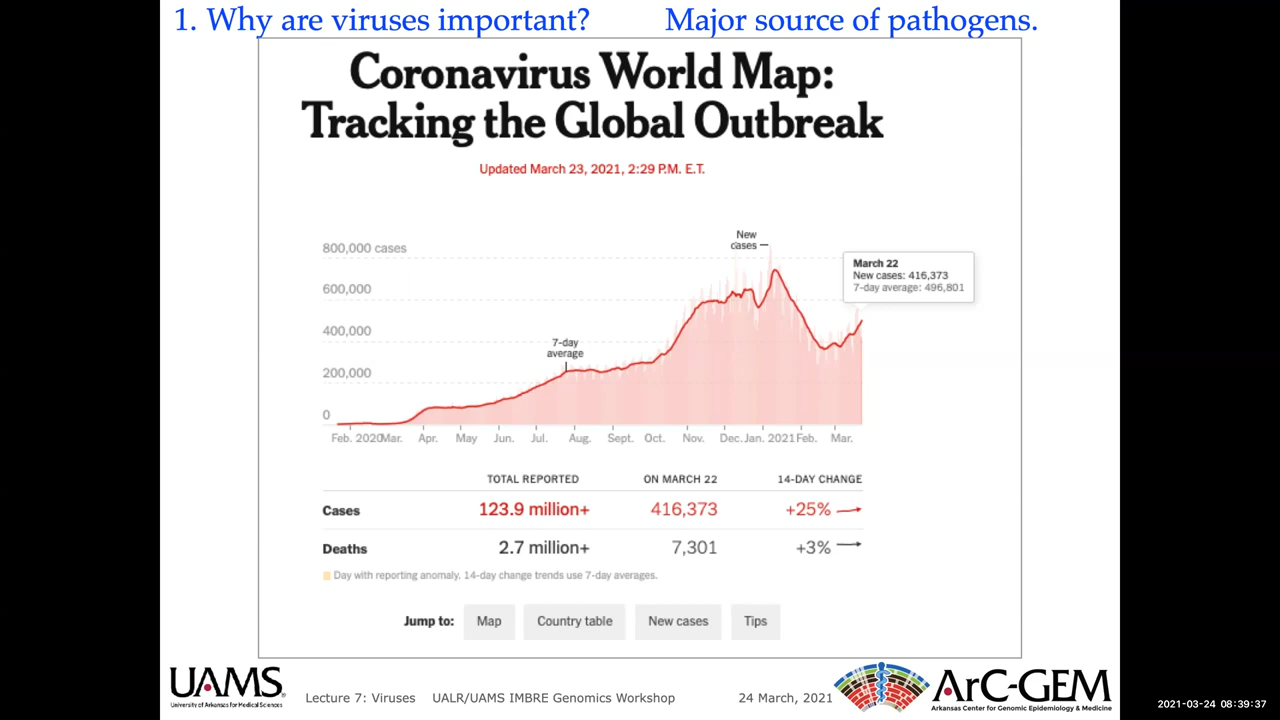 1. Why are viruses important? Major source of pathogens.
Coronavirus World Map:
Tracking the Global Outbreak
Updated March 23, 2021, 2:29 P.M. E.T.
New
cases
800,000 cases
March 22
New cases: 416,373
7-day average: 496,801
600,000
400,000
7-day
average
200,000
0
Feb. 2020 Mar. Apr. May Jun. Jul. Aug. Sept. Oct. Nov. Dec. Jan. 2021 Feb. Mar.
TOTAL REPORTED ON MARCH 22 14-DAY CHANGE
Cases 123.9 million+ 416,373 +25%
Deaths 2.7 million+ 7,301 +3%
Day with reporting anomaly. 14-day change trends use 7-day averages.
Jump to: Map Country table New cases Tips
UAMS
University of Arkansas for Medical Sciences
Lecture 7: Viruses UALR/UAMS IMBRE Genomics Workshop 24 March, 2021
ArC-GEM
Arkansas Center for Genomic Epidemiology & Medicine
2021-03-24 08:39:37